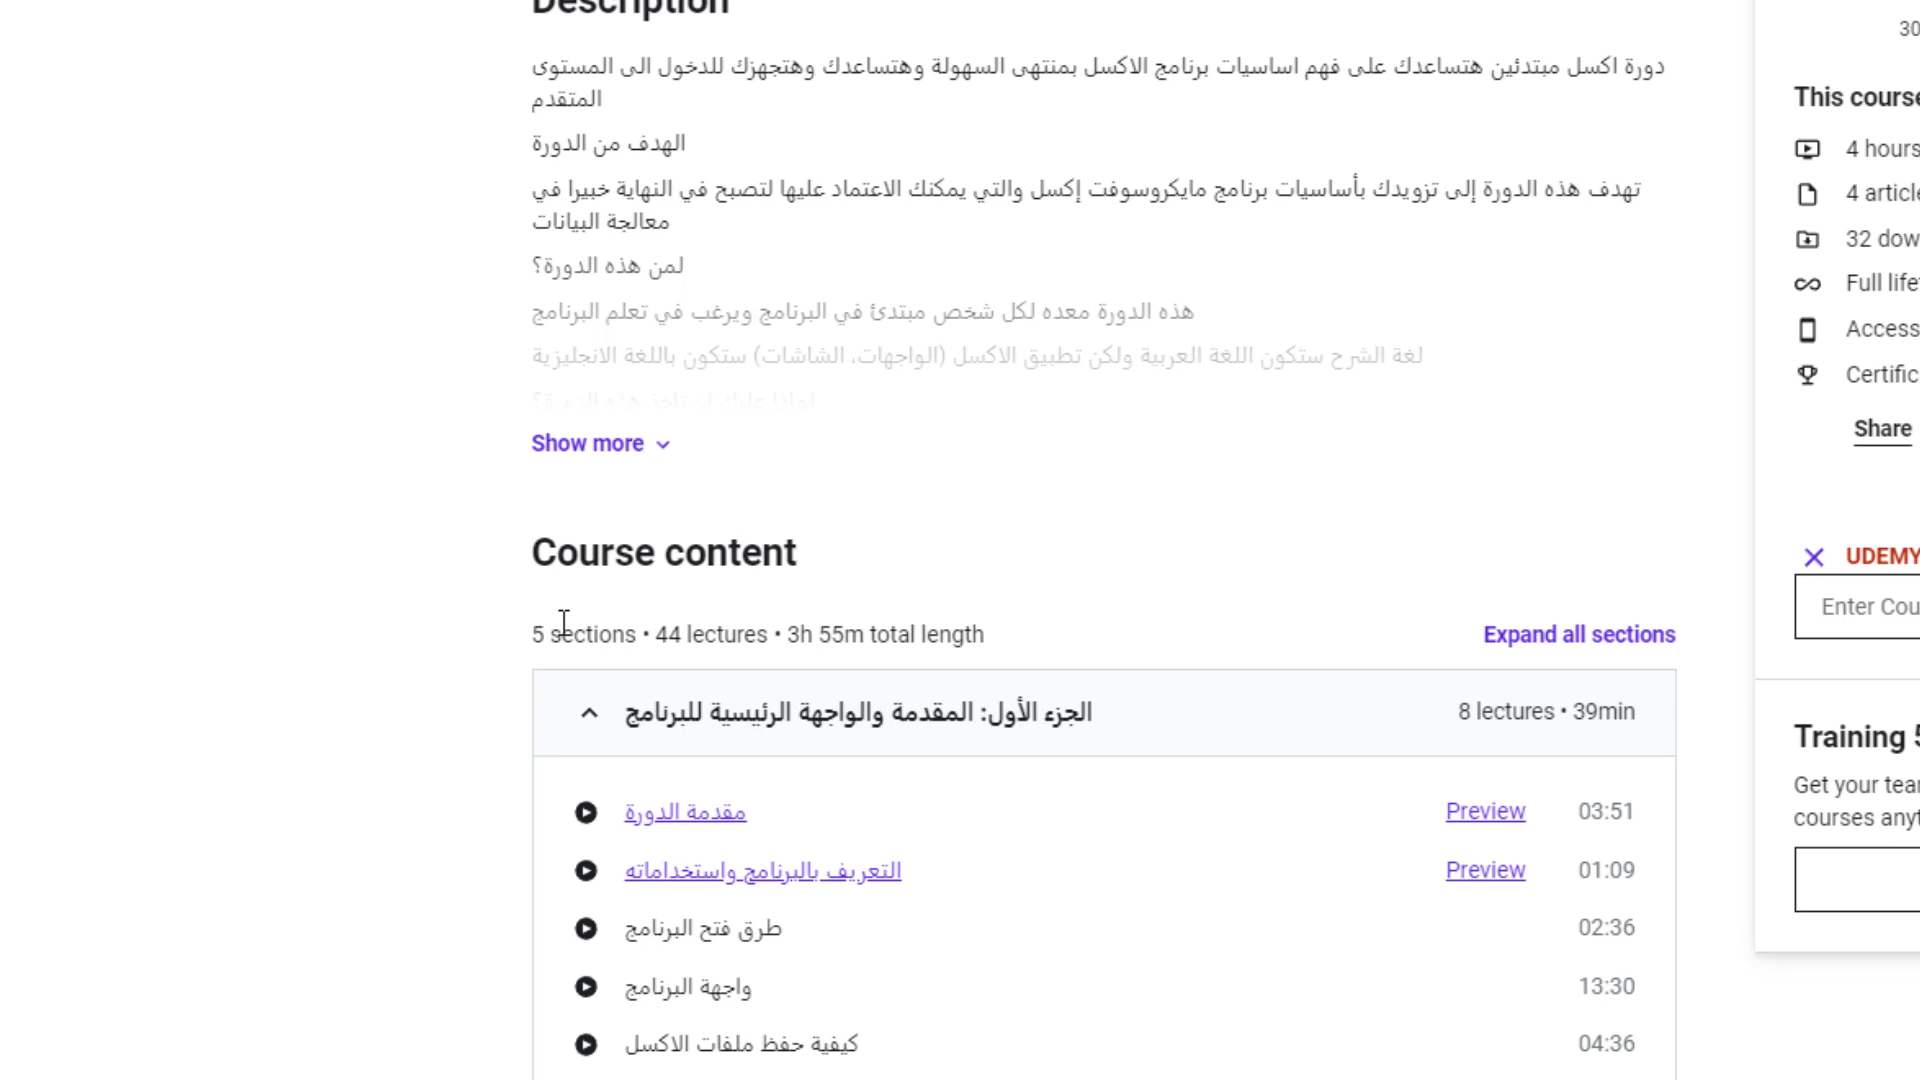 Description
دورة اكسل مبتدئين هتساعدك على فهم اساسيات برنامج الاكسل بمنتهى السهولة وهتساعدك وهتجهزك للدخول الى المستوى
المتقدم
الهدف من الدورة
تهدف هذه الدورة إلى تزويدك بأساسيات برنامج مايكروسوفت إكسل والتي يمكنك الاعتماد عليها لتصبح في النهاية خبيرا في
معالجة البيانات
لمن هذه الدورة؟
هذه الدورة معده لكل شخص مبتدئ في البرنامج ويرغب في تعلم البرنامج
لغة الشرح ستكون اللغة العربية ولكن تطبيق الاكسل (الواجهات، الشاشات) ستكون باللغة الانجليزية
Show more
Course content
5 sections • 44 lectures • 3h 55m total length
Expand all sections
الجزء الأول: المقدمة والواجهة الرئيسية للبرنامج
8 lectures • 39min
مقدمة الدورة
Preview 03:51
التعريف بالبرنامج واستخداماته
Preview 01:09
طرق فتح البرنامج
02:36
واجهة البرنامج
13:30
كيفية حفظ ملفات الاكسل
04:36
30
This course
4 hours
4 article
32 dow
Full life
Access
Certific
Share
UDEMY
Enter Cou
Training 5
Get your tea
courses any